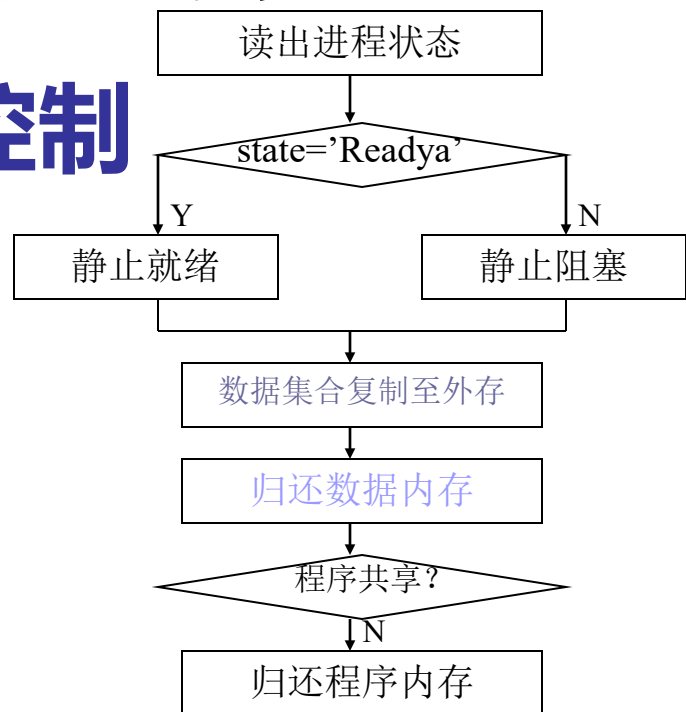 读出进程状态
控制
state=’Readya’
Y
N
静止就绪
静止阻塞
数据集合复制至外存
归还数据内存
程序共享?
N
归还程序内存